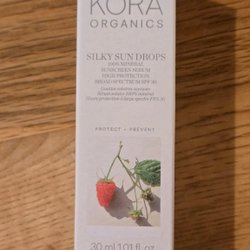 KORA
ORGANICS
SILKY SUN DROPS
100% MINERAL
SUNSCREEN SERUM
HIGH PROTECTION
BROAD SPECTRUM SPF 30
PROTECT + PREVENT
30 ml 1.01 fl. oz.